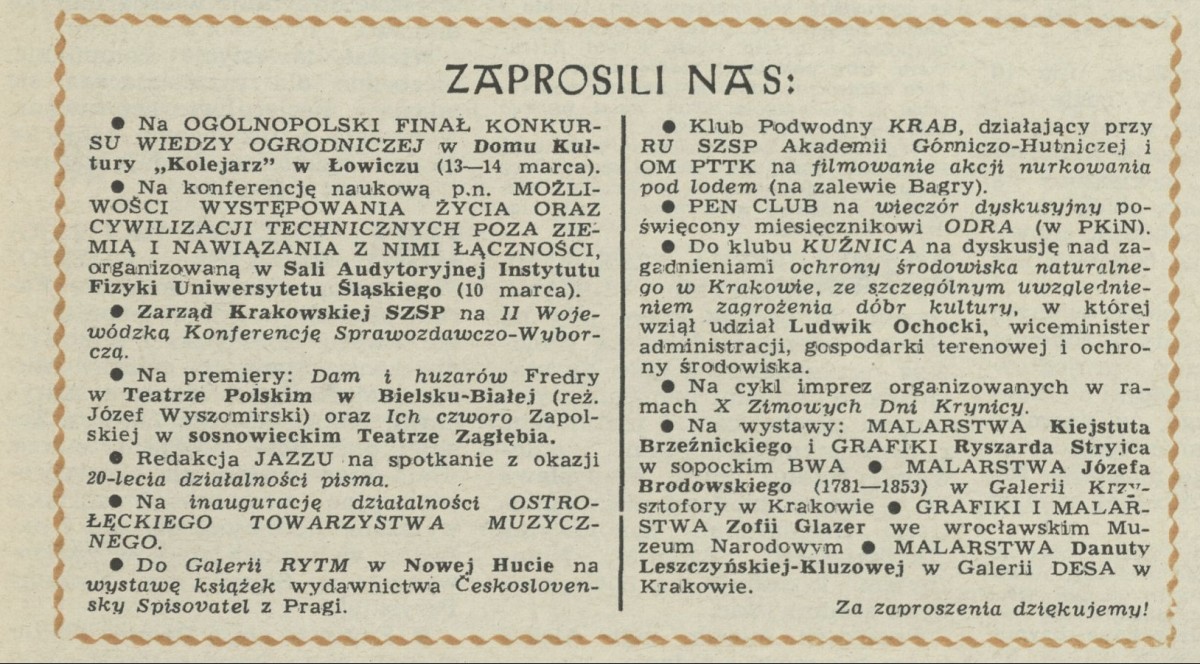 ZAPROSILI NAS:
● Na OGÓLNOPOLSKI FINAŁ KONKUR-
SU WIEDZY OGRODNICZEJ w Domu Kul-
tury „Kolejarz" w Łowiczu (13—14 marca).
● Na konferencję naukową p.n. MOŻLI-
WOŚCI WYSTĘPOWANIA ŻYCIA ORAZ
CYWILIZACJI TECHNICZNYCH POZA ZIE-
MIĄ I NAWIĄZANIA Z NIMI ŁĄCZNOŚCI,
organizowaną w Sali Audytoryjnej Instytutu
Fizyki Uniwersytetu Śląskiego (10 marca).
● Zarząd Krakowskiej SZSP na II Woje-
wódzką Konferencję Sprawozdawczo-Wybor-
czą.
● Na premiery: Dam i huzarów Fredry
w Teatrze Polskim w Bielsku-Białej (reż.
Józef Wyszomirski) oraz Ich czworo Zapol-
skiej w sosnowieckim Teatrze Zagłębia.
● Redakcja JAZZU na spotkanie z okazji
20-lecia działalności pisma.
● Na inaugurację działalności OSTRO-
ŁĘCKIEGO TOWARZYSTWA MUZYCZ-
NEGO.
● Do Galerii RYTM w Nowej Hucie na
wystawę książek wydawnictwa Českosloven-
sky Spisovatel z Pragi.
● Klub Podwodny KRAB, działający przy
RU SZSP Akademii Górniczo-Hutniczej i
OM PTTK na filmowanie akcji nurkowania
pod lodem (na zalewie Bagry).
● PEN CLUB na wieczór dyskusyjny po-
święcony miesięcznikowi ODRA (w PKiN).
● Do klubu KUŹNICA na dyskusję nad za-
gadnieniami ochrony środowiska naturalne-
go w Krakowie, ze szczególnym uwzględnie-
niem zagrożenia dóbr kultury, w której
wziął udział Ludwik Ochocki, wiceminister
administracji, gospodarki terenowej i ochro-
ny środowiska.
● Na cykl imprez organizowanych w ra-
mach X Zimowych Dni Krynicy.
● Na wystawy: MALARSTWA Kiejstuta
Brzeźnickiego i GRAFIKI Ryszarda Stryjca
w sopockim BWA ● MALARSTWA Józefa
Brodowskiego (1781—1853) w Galerii Krzy-
sztofory w Krakowie ● GRAFIKI I MALAR-
STWA Zofii Glazer we wrocławskim Mu-
zeum Narodowym ● MALARSTWA Danuty
Leszczyńskiej-Kluzowej w Galerii DESA w
Krakowie.
Za zaproszenia dziękujemy!